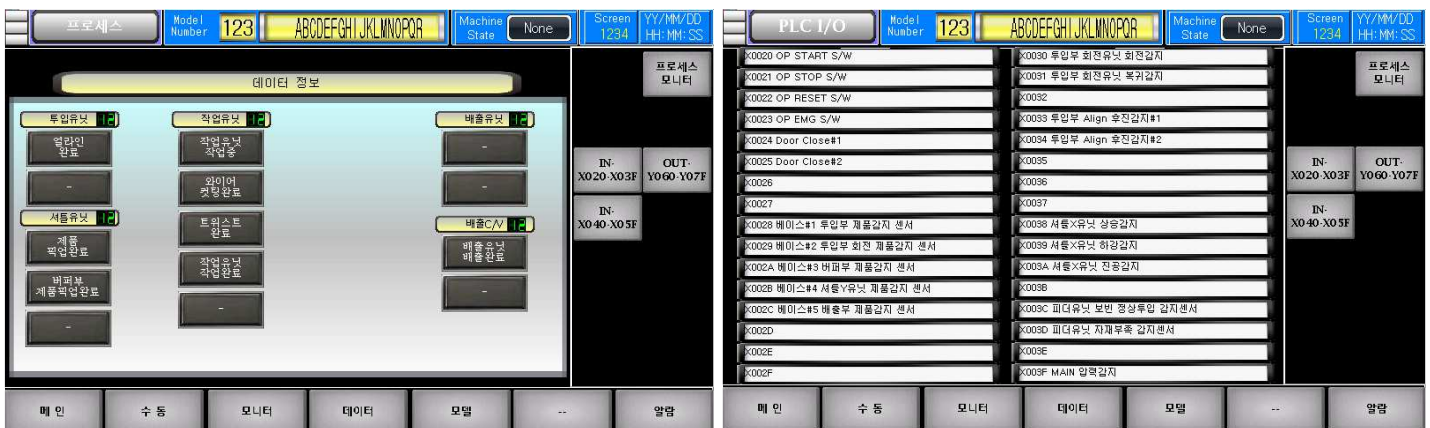 프로세스
Model Number
123
ABCDEFGHIJKLMNOPQR
Machine State
None
Screen
1234
YY/MM/DD
HH:MM:SS
데이터 정보
프로세스
모니터
투입유닛 12
얼라인
완료
-
셔틀유닛 12
제품
픽업완료
버퍼부
제품픽업완료
-
작업유닛 12
작업유닛
작업중
와이어
컷팅완료
트위스트
완료
작업유닛
작업완료
-
배출유닛 12
-
-
배출C/V 12
배출유닛
배출완료
-
IN-
X020-X03F
OUT-
Y060-Y07F
IN-
X040-X05F
메 인
수 동
모니터
데이터
모델
--
알람
PLC I/O
Model Number
123
ABCDEFGHIJKLMNOPQR
Machine State
None
Screen
1234
YY/MM/DD
HH:MM:SS
X0020 OP START S/W
X0021 OP STOP S/W
X0022 OP RESET S/W
X0023 OP EMG S/W
X0024 Door Close#1
X0025 Door Close#2
X0026
X0027
X0028 베이스#1 투입부 제품감지 센서
X0029 베이스#2 투입부 회전 제품감지 센서
X002A 베이스#3 버퍼부 제품감지 센서
X002B 베이스#4 셔틀Y유닛 제품감지 센서
X002C 베이스#5 배출부 제품감지 센서
X002D
X002E
X002F
X0030 투입부 회전유닛 회전감지
X0031 투입부 회전유닛 복귀감지
X0032
X0033 투입부 Align 후진감지#1
X0034 투입부 Align 후진감지#2
X0035
X0036
X0037
X0038 셔틀X유닛 상승감지
X0039 셔틀X유닛 하강감지
X003A 셔틀X유닛 진공감지
X003B
X003C 피더유닛 보빈 정상투입 감지센서
X003D 피더유닛 자재부족 감지센서
X003E
X003F MAIN 압력감지
프로세스
모니터
IN-
X020-X03F
OUT-
Y060-Y07F
IN-
X040-X05F
메 인
수 동
모니터
데이터
모델
--
알람